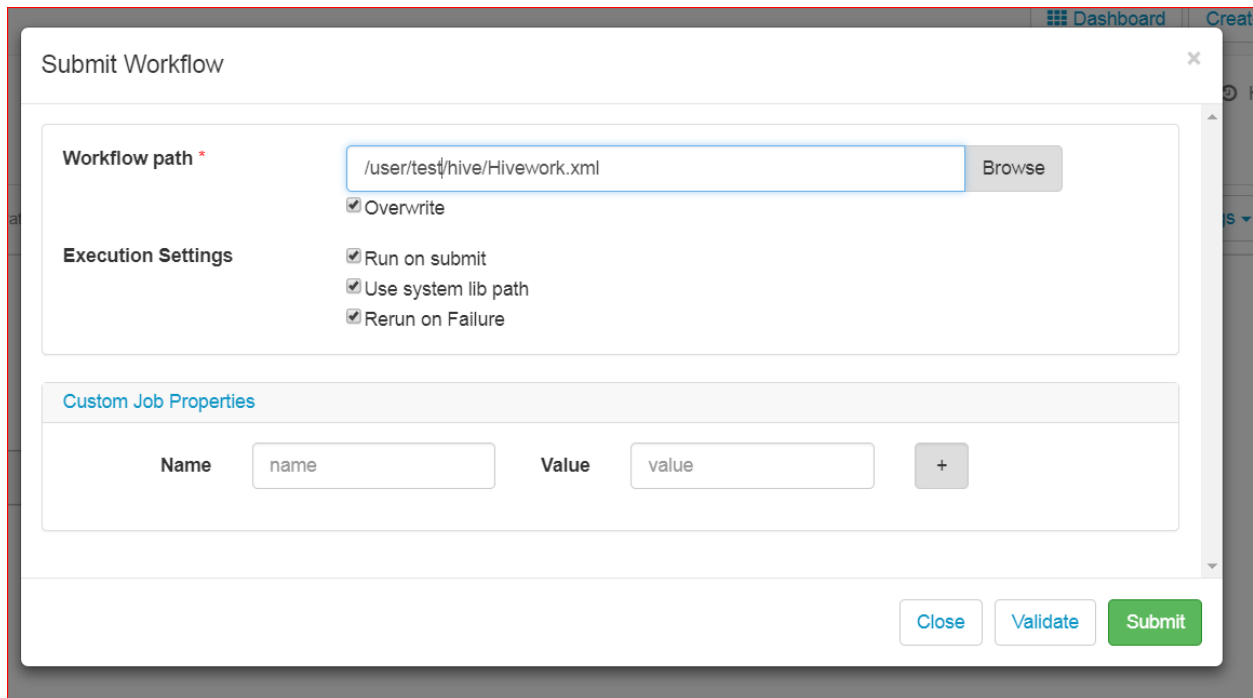 Dashboard Creat
Submit Workflow ×
Workflow path *
/user/test/hive/Hivework.xml Browse
Overwrite
Execution Settings
Run on submit
Use system lib path
Rerun on Failure
Custom Job Properties
Name name Value value +
Close Validate Submit